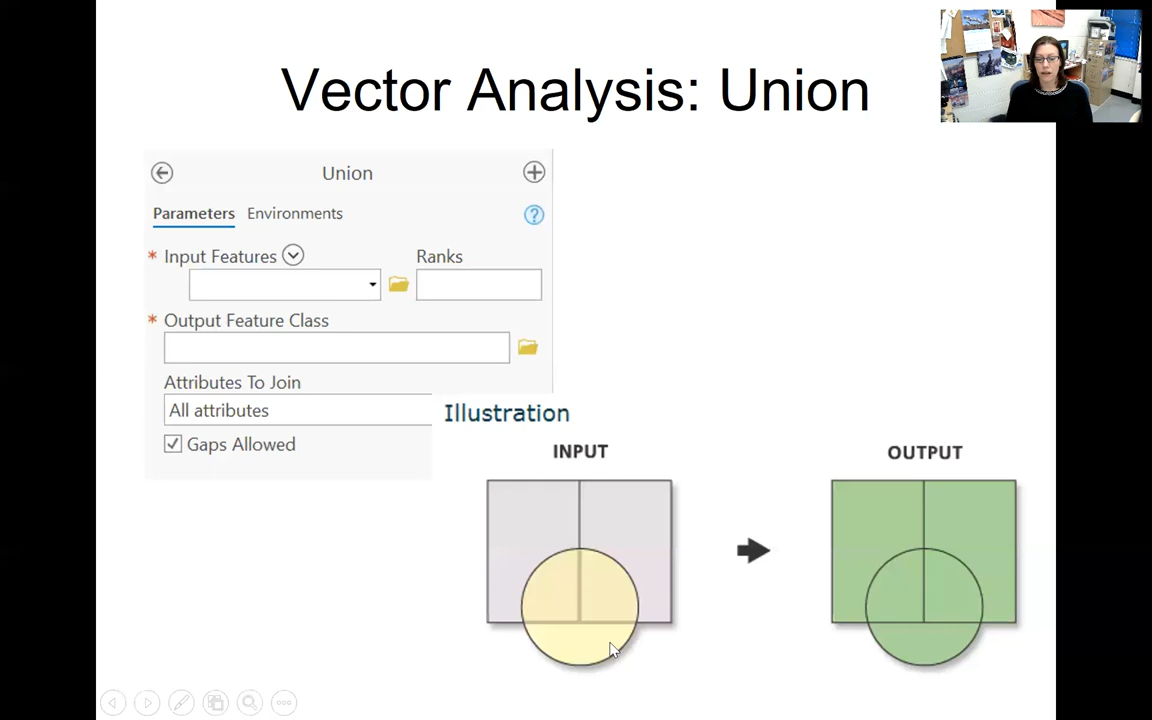 Vector Analysis: Union
Union
Parameters Environments
* Input Features Ranks
* Output Feature Class
Attributes To Join
All attributes
Gaps Allowed
Illustration
INPUT OUTPUT